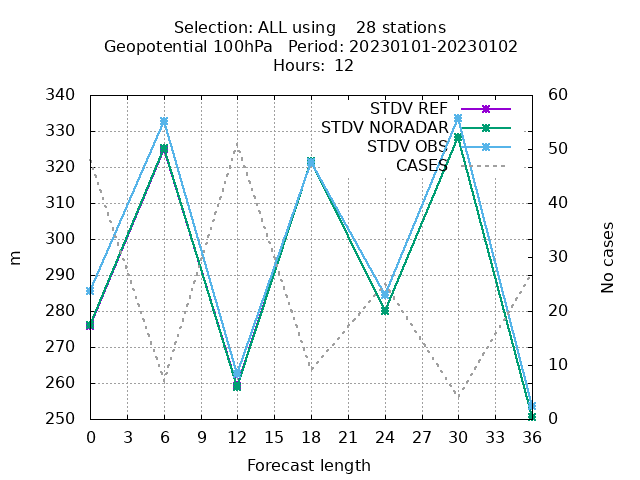 Selection: ALL using    28 stations
Geopotential 100hPa   Period: 20230101-20230102
Hours:  12
STDV REF
STDV NORADAR
STDV OBS
CASES
340
330
320
310
300
290
280
270
260
250
m
60
50
40
30
20
10
0
No cases
0 3 6 9 12 15 18 21 24 27 30 33 36
Forecast length